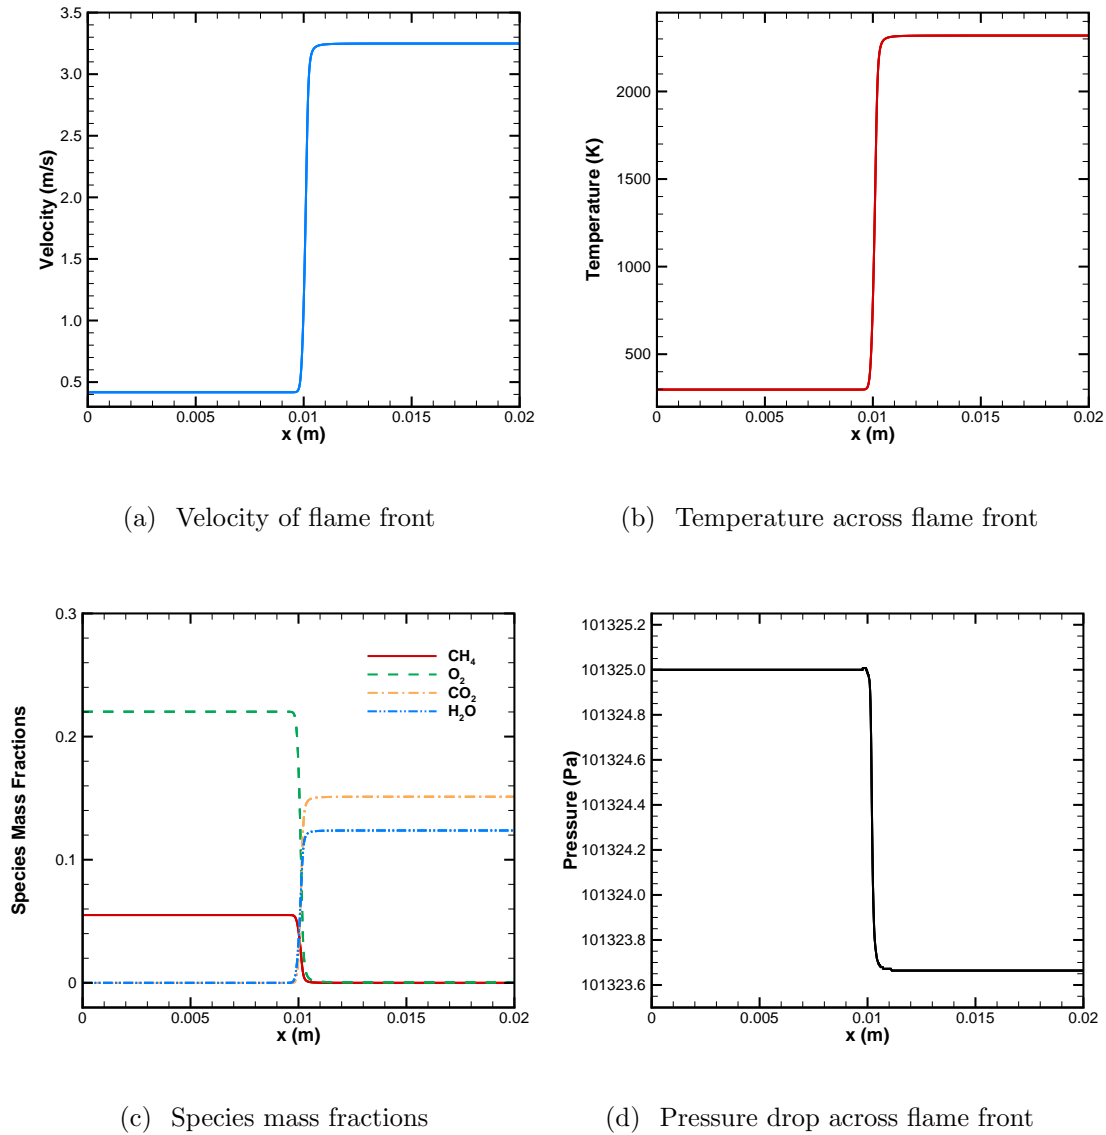 3.5
3.0
2.5
2.0
1.5
1.0
0.5
Velocity (m/s)
0 0.005 0.01 0.015 0.02
x (m)
(a) Velocity of flame front
2000
1500
1000
500
Temperature (K)
0 0.005 0.01 0.015 0.02
x (m)
(b) Temperature across flame front
0.3
0.2
0.1
0
Species Mass Fractions
CH4
O2
CO2
H2O
0 0.005 0.01 0.015 0.02
x (m)
(c) Species mass fractions
101325.2
101325.0
101324.8
101324.6
101324.4
101324.2
101324.0
101323.8
101323.6
Pressure (Pa)
0 0.005 0.01 0.015 0.02
x (m)
(d) Pressure drop across flame front